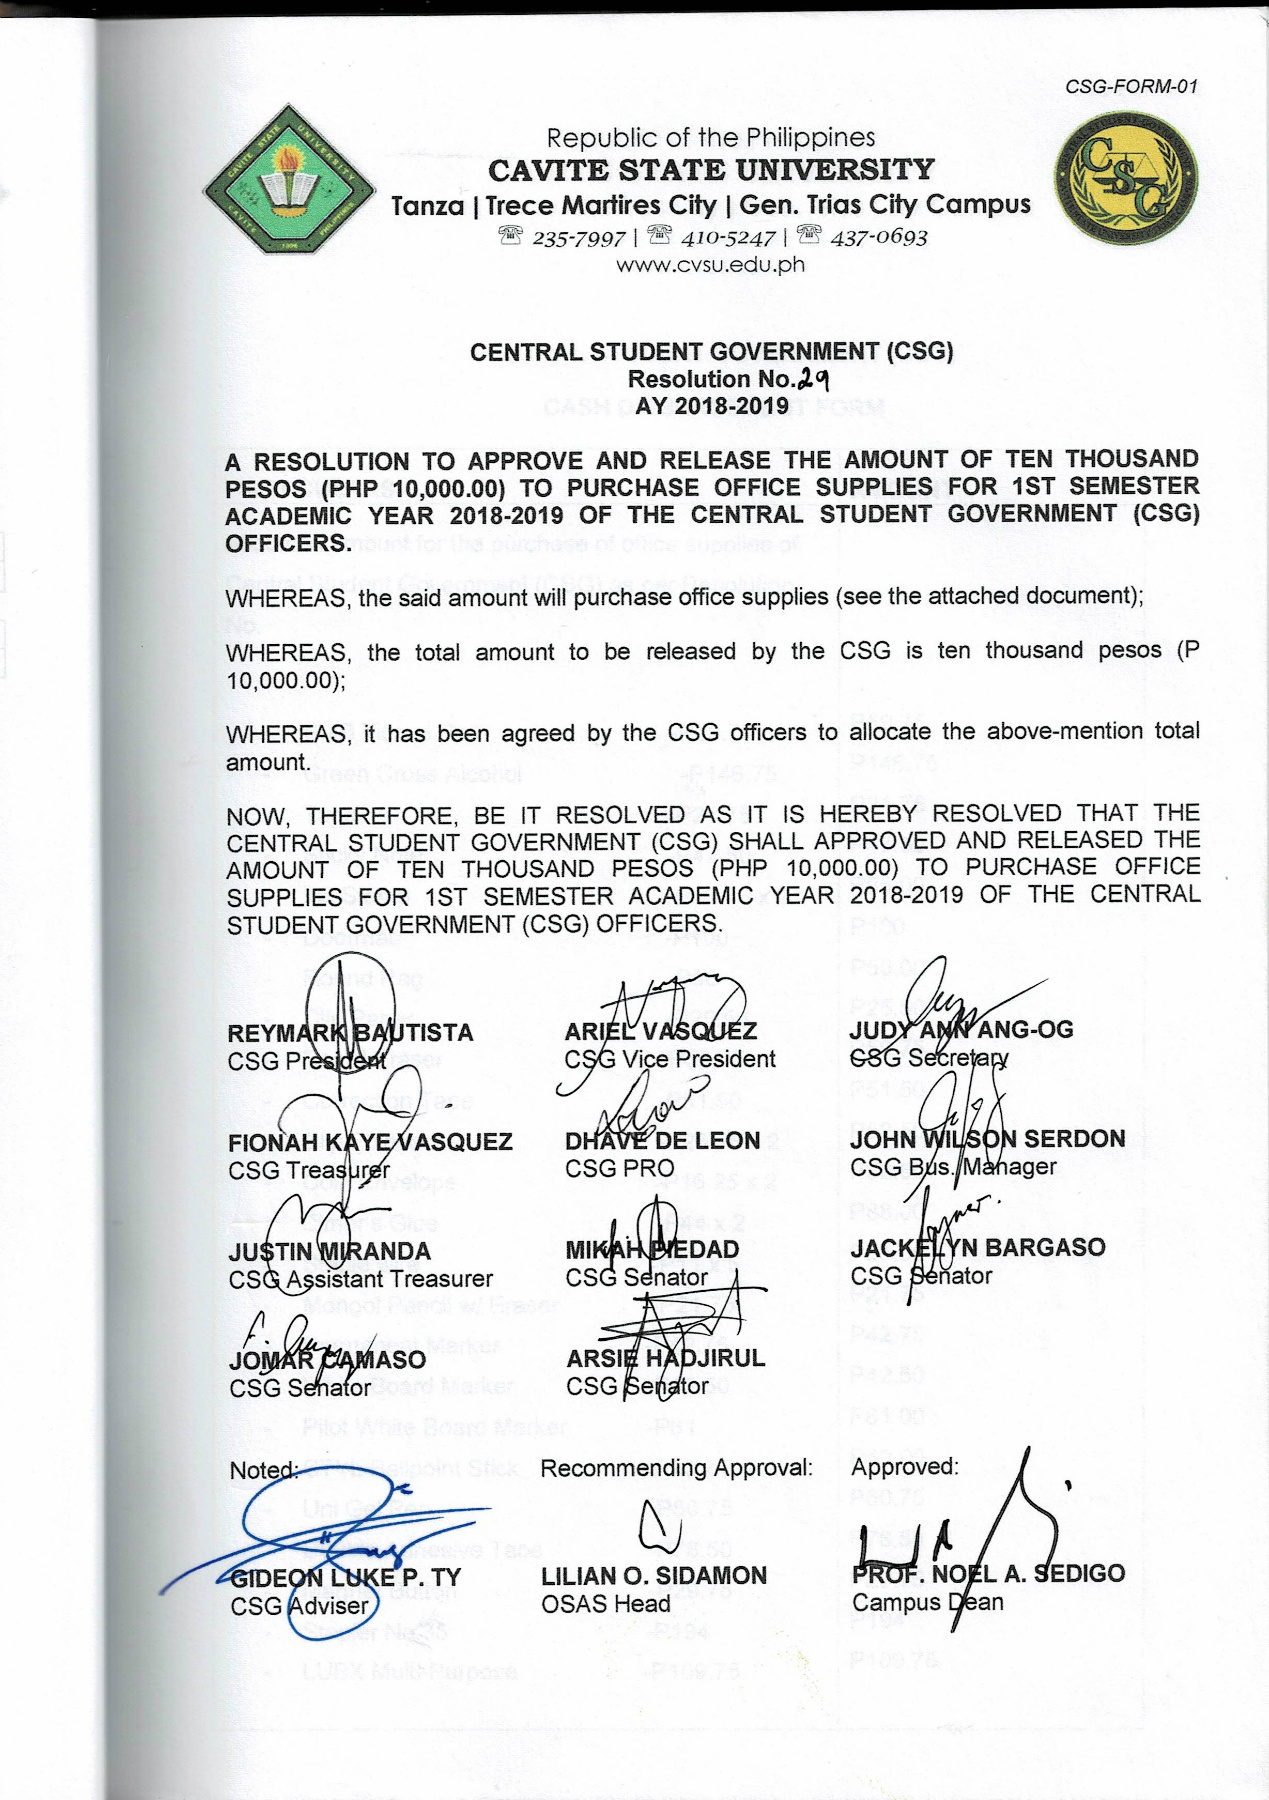 CSG-FORM-01
Republic of the Philippines
CAVITE STATE UNIVERSITY
Tanza | Trece Martires City | Gen. Trias City Campus
☏ 235-7997 | ☏ 410-5247 | ☏ 437-0693
www.cvsu.edu.ph
CENTRAL STUDENT GOVERNMENT (CSG)
Resolution No.29
AY 2018-2019
A RESOLUTION TO APPROVE AND RELEASE THE AMOUNT OF TEN THOUSAND
PESOS (PHP 10,000.00) TO PURCHASE OFFICE SUPPLIES FOR 1ST SEMESTER
ACADEMIC YEAR 2018-2019 OF THE CENTRAL STUDENT GOVERNMENT (CSG)
OFFICERS.
WHEREAS, the said amount will purchase office supplies (see the attached document);
WHEREAS, the total amount to be released by the CSG is ten thousand pesos (P
10,000.00);
WHEREAS, it has been agreed by the CSG officers to allocate the above-mention total
amount.
NOW, THEREFORE, BE IT RESOLVED AS IT IS HEREBY RESOLVED THAT THE
CENTRAL STUDENT GOVERNMENT (CSG) SHALL APPROVED AND RELEASED THE
AMOUNT OF TEN THOUSAND PESOS (PHP 10,000.00) TO PURCHASE OFFICE
SUPPLIES FOR 1ST SEMESTER ACADEMIC YEAR 2018-2019 OF THE CENTRAL
STUDENT GOVERNMENT (CSG) OFFICERS.
REYMARK BAUTISTA ARIEL VASQUEZ JUDY ANN ANG-OG
CSG President CSG Vice President CSG Secretary
FIONAH KAYE VASQUEZ DHAVE DE LEON JOHN WILSON SERDON
CSG Treasurer CSG PRO CSG Bus. Manager
JUSTIN MIRANDA MIKAH PIEDAD JACKELYN BARGASO
CSG Assistant Treasurer CSG Senator CSG Senator
JOMAR CAMASO ARSIE HADJIRUL
CSG Senator CSG Senator
Noted: Recommending Approval: Approved:
GIDEON LUKE P. TY LILIAN O. SIDAMON PROF. NOEL A. SEDIGO
CSG Adviser OSAS Head Campus Dean